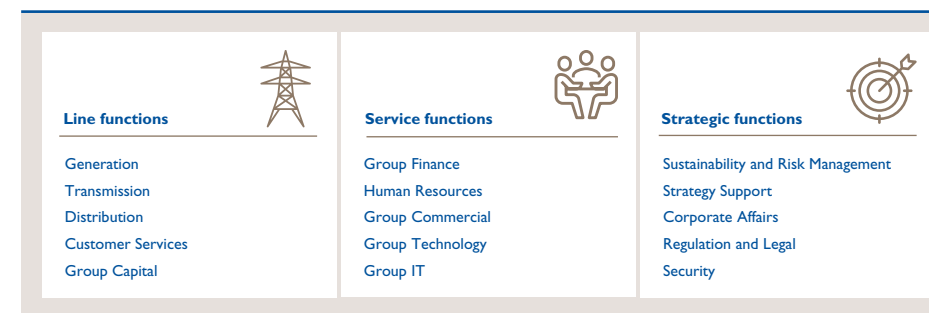 Line functions
Generation
Transmission
Distribution
Customer Services
Group Capital
Service functions
Group Finance
Human Resources
Group Commercial
Group Technology
Group IT
Strategic functions
Sustainability and Risk Management
Strategy Support
Corporate Affairs
Regulation and Legal
Security